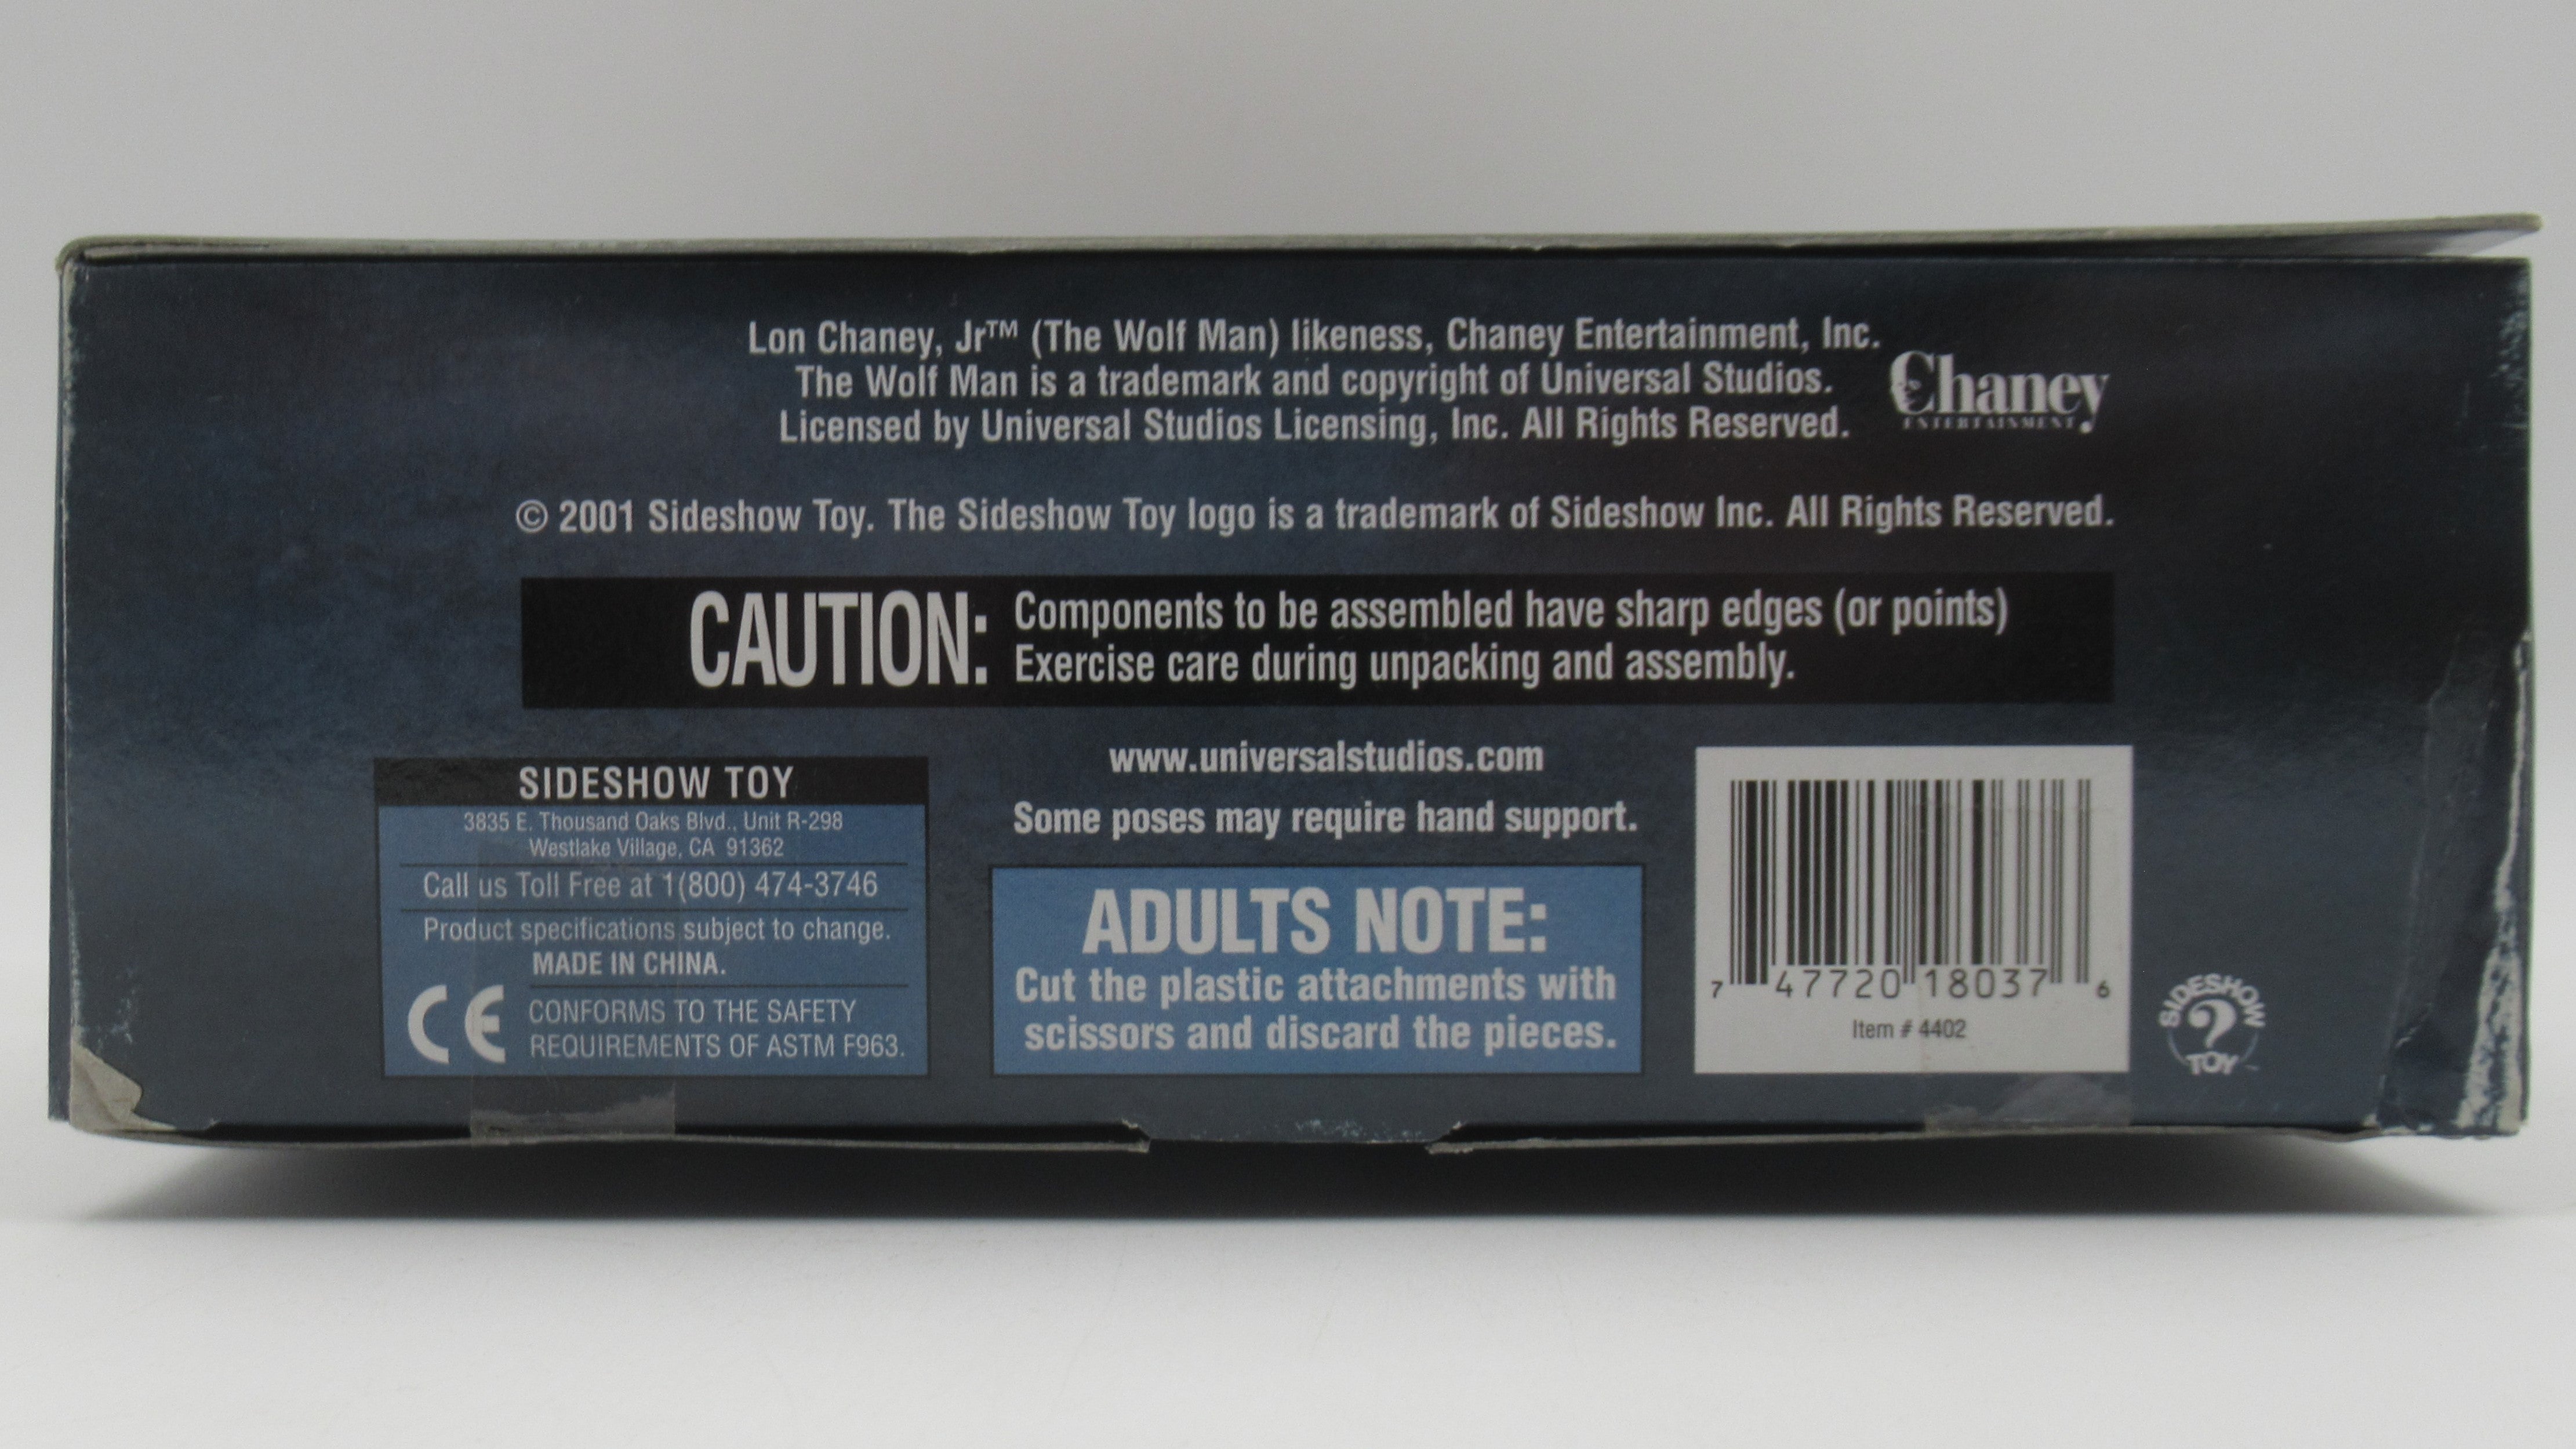 Lon Chaney, Jr™ (The Wolf Man) likeness, Chaney Entertainment, Inc.
The Wolf Man is a trademark and copyright of Universal Studios.
Licensed by Universal Studios Licensing, Inc. All Rights Reserved.
Chaney
ENTERTAINMENT
© 2001 Sideshow Toy. The Sideshow Toy logo is a trademark of Sideshow Inc. All Rights Reserved.
CAUTION: Components to be assembled have sharp edges (or points)
Exercise care during unpacking and assembly.
SIDESHOW TOY
3835 E. Thousand Oaks Blvd., Unit R-298
Westlake Village, CA 91362
Call us Toll Free at 1(800) 474-3746
Product specifications subject to change.
MADE IN CHINA.
CE CONFORMS TO THE SAFETY
REQUIREMENTS OF ASTM F963.
www.universalstudios.com
Some poses may require hand support.
ADULTS NOTE:
Cut the plastic attachments with
scissors and discard the pieces.
7 47720 18037 6
Item # 4402
SIDESHOW
?
TOY